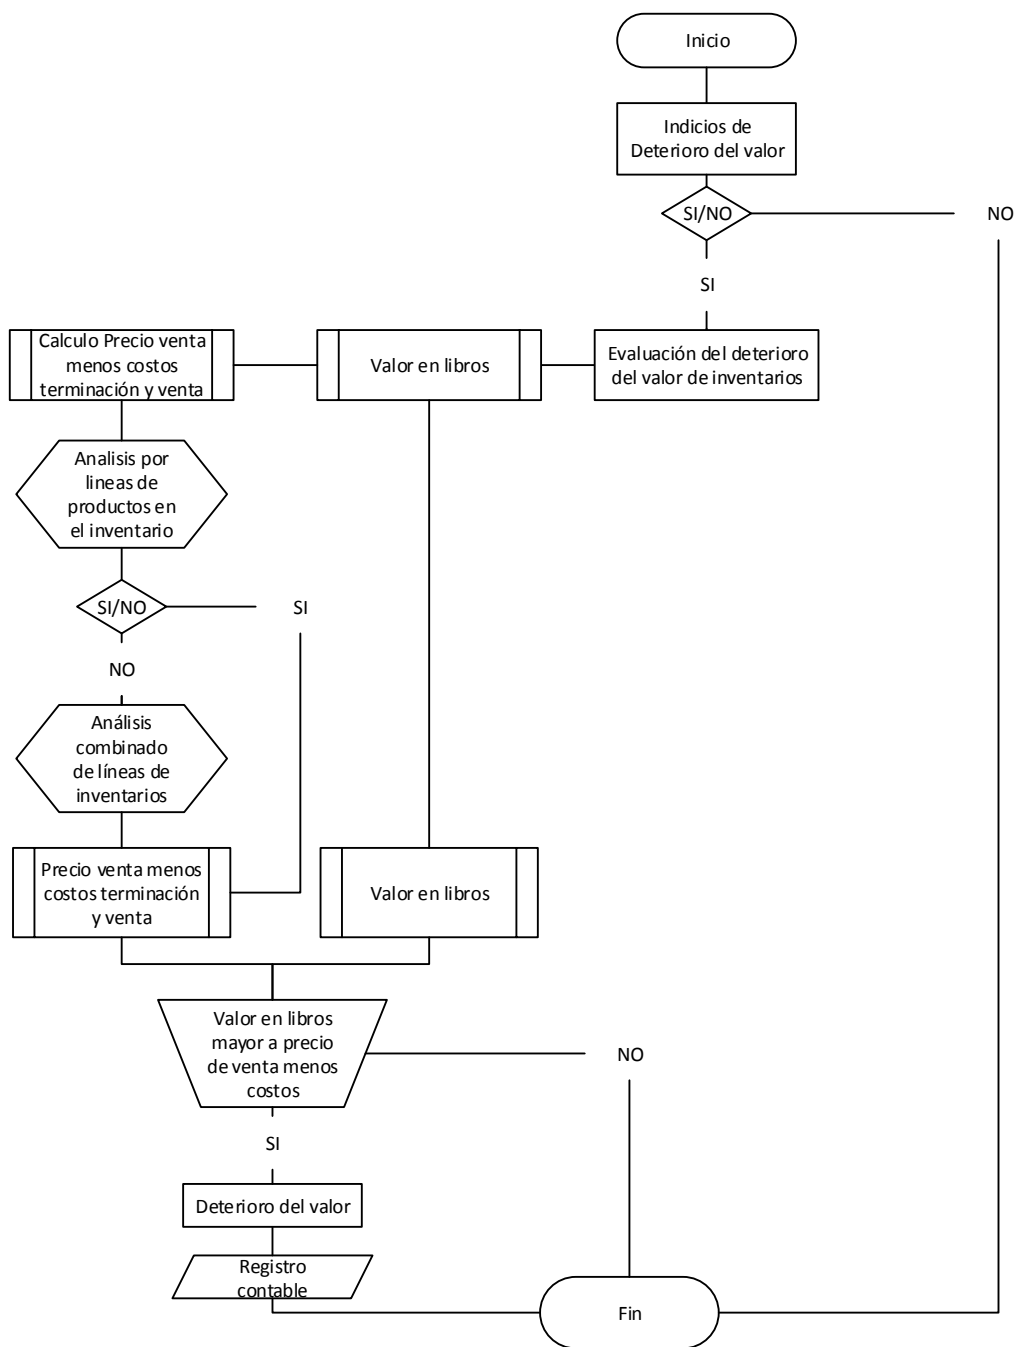 Inicio
Indicios de
Deterioro del valor
SI/NO
NO
SI
Calculo Precio venta
menos costos
terminación y venta
Valor en libros
Evaluación del deterioro
del valor de inventarios
Analisis por
lineas de
productos en
el inventario
SI/NO
SI
NO
Análisis
combinado
de líneas de
inventarios
Precio venta menos
costos terminación
y venta
Valor en libros
Valor en libros
mayor a precio
de venta menos
costos
NO
SI
Deterioro del valor
Registro
contable
Fin